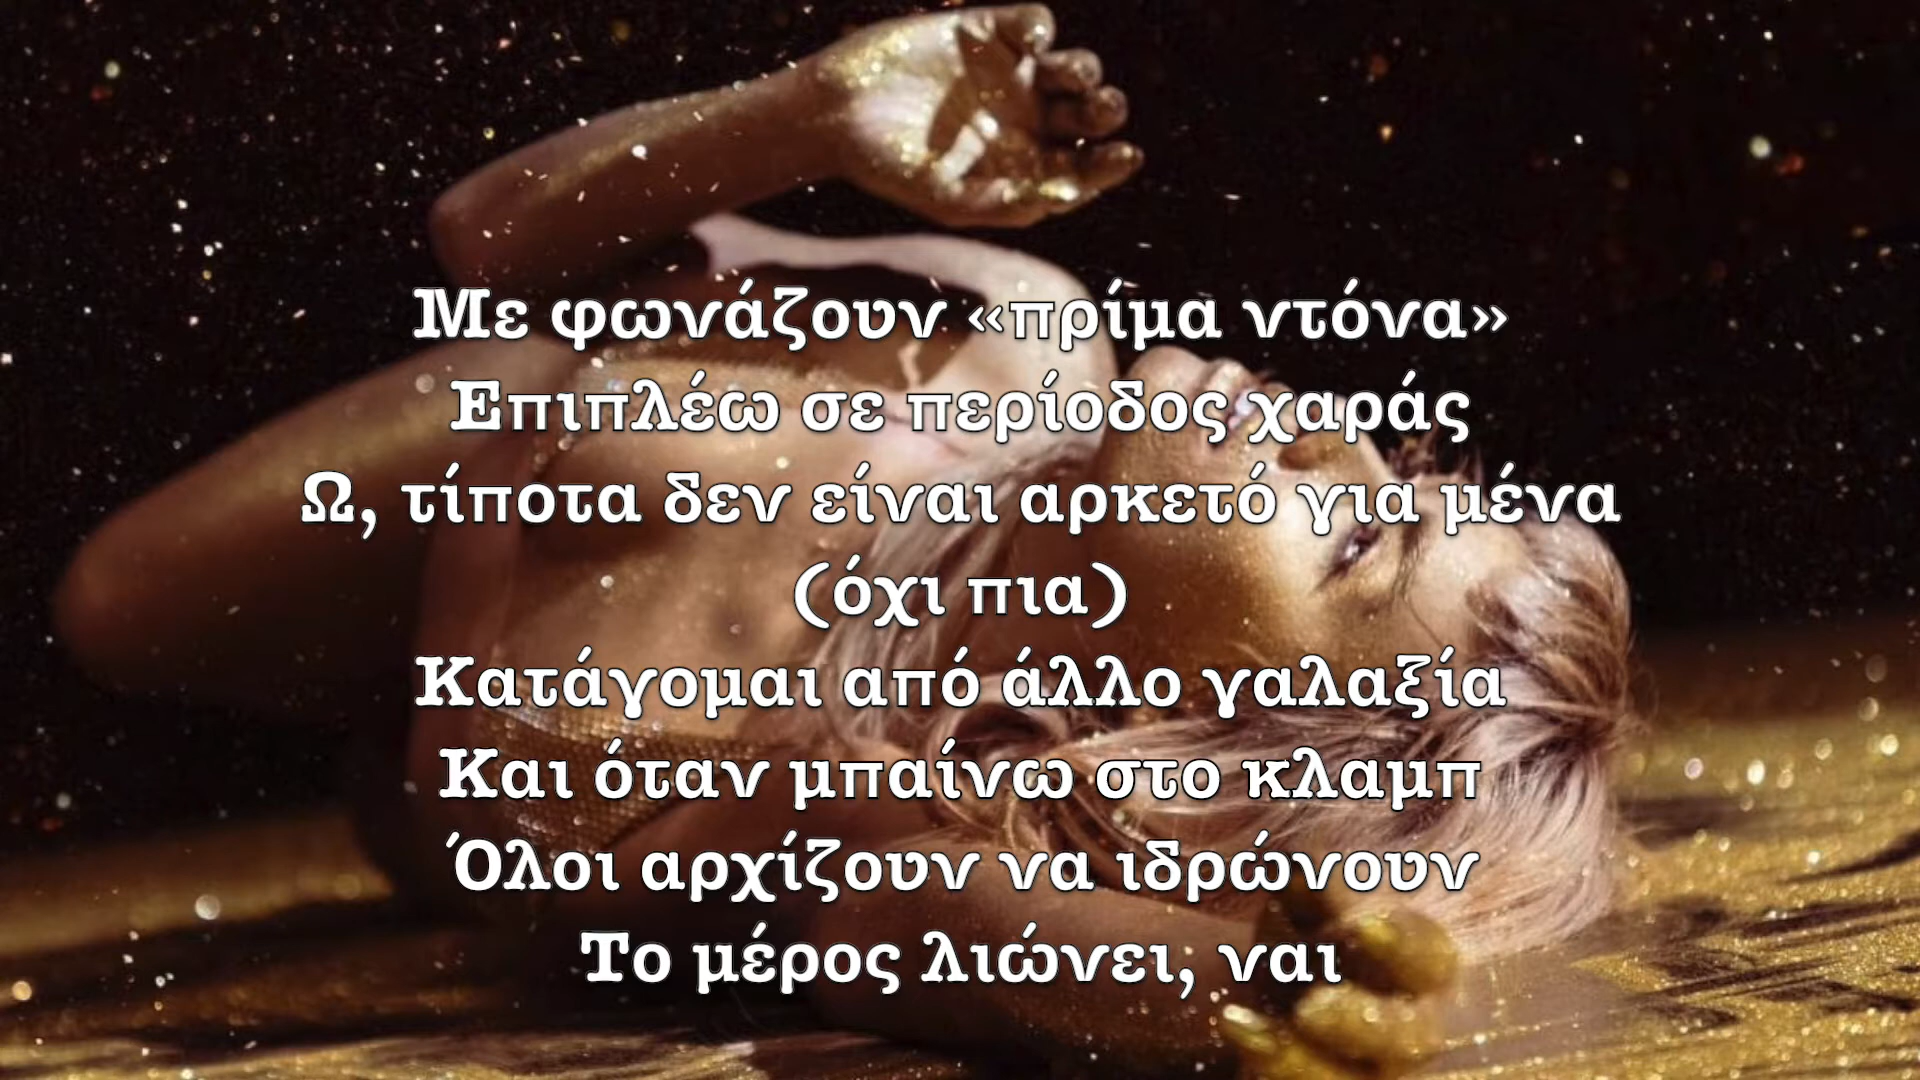 Με φωνάζουν «πρίμα ντόνα»
Επιπλέω σε περίοδος χαράς
Ω, τίποτα δεν είναι αρκετό για μένα
(όχι πια)
Κατάγομαι από άλλο γαλαξία
Και όταν μπαίνω στο κλαμπ
Όλοι αρχίζουν να ιδρώνουν
Το μέρος λιώνει, ναι